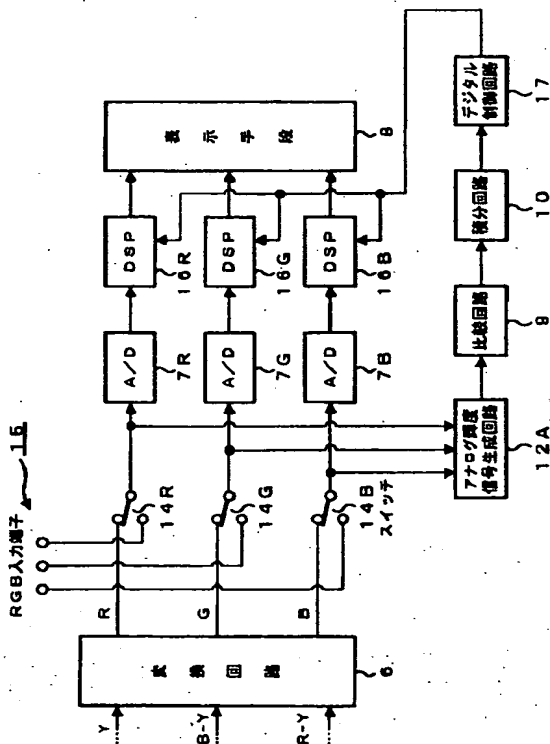 RGB入力端子
15
Y
B-Y
R-Y
変換回路
6
R
G
B
14R
14G
14B
スイッチ
A/D
7R
A/D
7G
A/D
7B
DSP
16R
DSP
16G
DSP
16B
表示手段
8
アナログ輝度
信号生成回路
12A
比較回路
9
積分回路
10
デジタル
制御回路
17